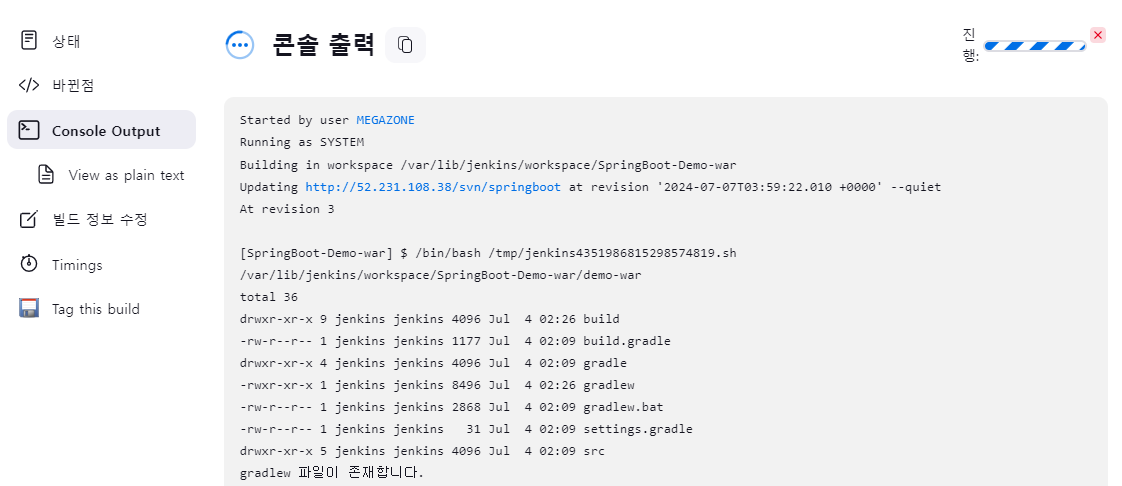 상태
바뀐점
Console Output
View as plain text
빌드 정보 수정
Timings
Tag this build
콘솔 출력
진
행:
Started by user MEGAZONE
Running as SYSTEM
Building in workspace /var/lib/jenkins/workspace/SpringBoot-Demo-war
Updating http://52.231.108.38/svn/springboot at revision '2024-07-07T03:59:22.010 +0000' --quiet
At revision 3
[SpringBoot-Demo-war] $ /bin/bash /tmp/jenkins4351986815298574819.sh
/var/lib/jenkins/workspace/SpringBoot-Demo-war/demo-war
total 36
drwxr-xr-x 9 jenkins jenkins 4096 Jul  4 02:26 build
-rw-r--r-- 1 jenkins jenkins 1177 Jul  4 02:09 build.gradle
drwxr-xr-x 4 jenkins jenkins 4096 Jul  4 02:09 gradle
-rwxr-xr-x 1 jenkins jenkins 8496 Jul  4 02:26 gradlew
-rw-r--r-- 1 jenkins jenkins 2868 Jul  4 02:09 gradlew.bat
-rw-r--r-- 1 jenkins jenkins   31 Jul  4 02:09 settings.gradle
drwxr-xr-x 5 jenkins jenkins 4096 Jul  4 02:09 src
gradlew 파일이 존재합니다.